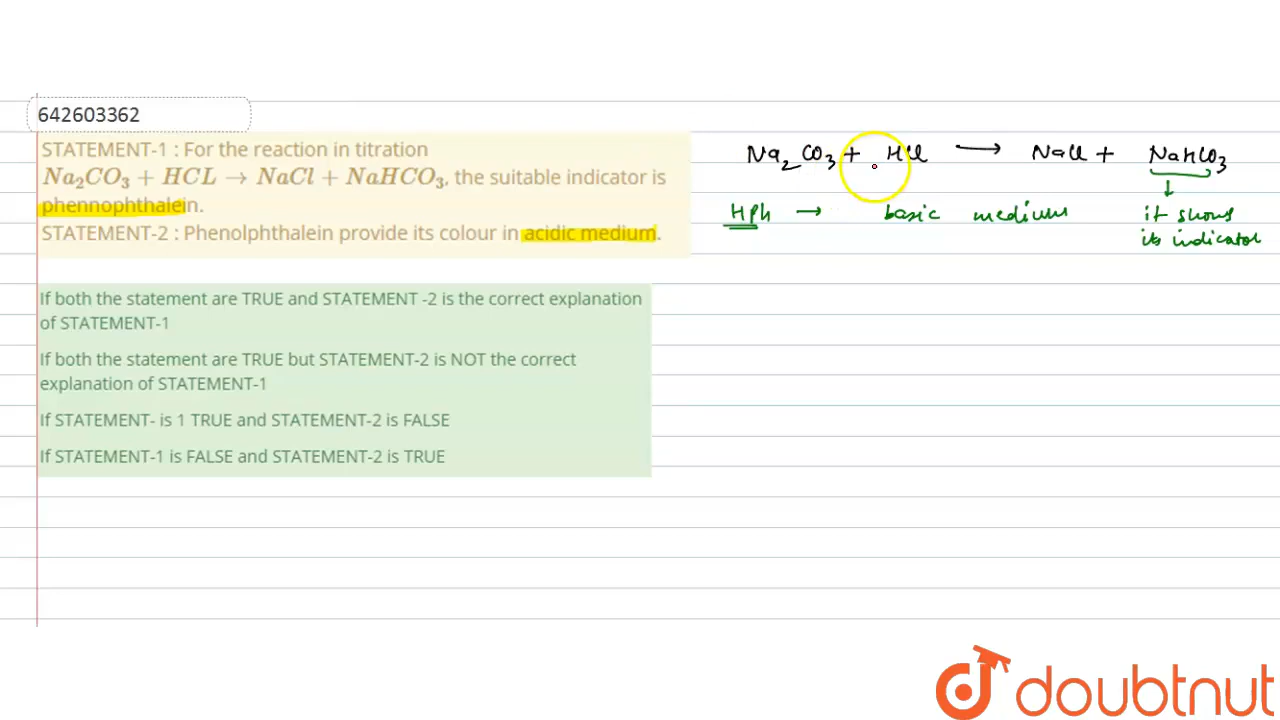 642603362
STATEMENT-1 : For the reaction in titration
Na₂CO₃ + HCL → NaCl + NaHCO₃, the suitable indicator is
phennophthalein.
STATEMENT-2 : Phenolphthalein provide its colour in acidic medium.
If both the statement are TRUE and STATEMENT -2 is the correct explanation
of STATEMENT-1
If both the statement are TRUE but STATEMENT-2 is NOT the correct
explanation of STATEMENT-1
If STATEMENT- is 1 TRUE and STATEMENT-2 is FALSE
If STATEMENT-1 is FALSE and STATEMENT-2 is TRUE
Na₂CO₃ + HCl → NaCl + NaHCO₃
HPh → basic medium
it shows
its indicator
doubtnut